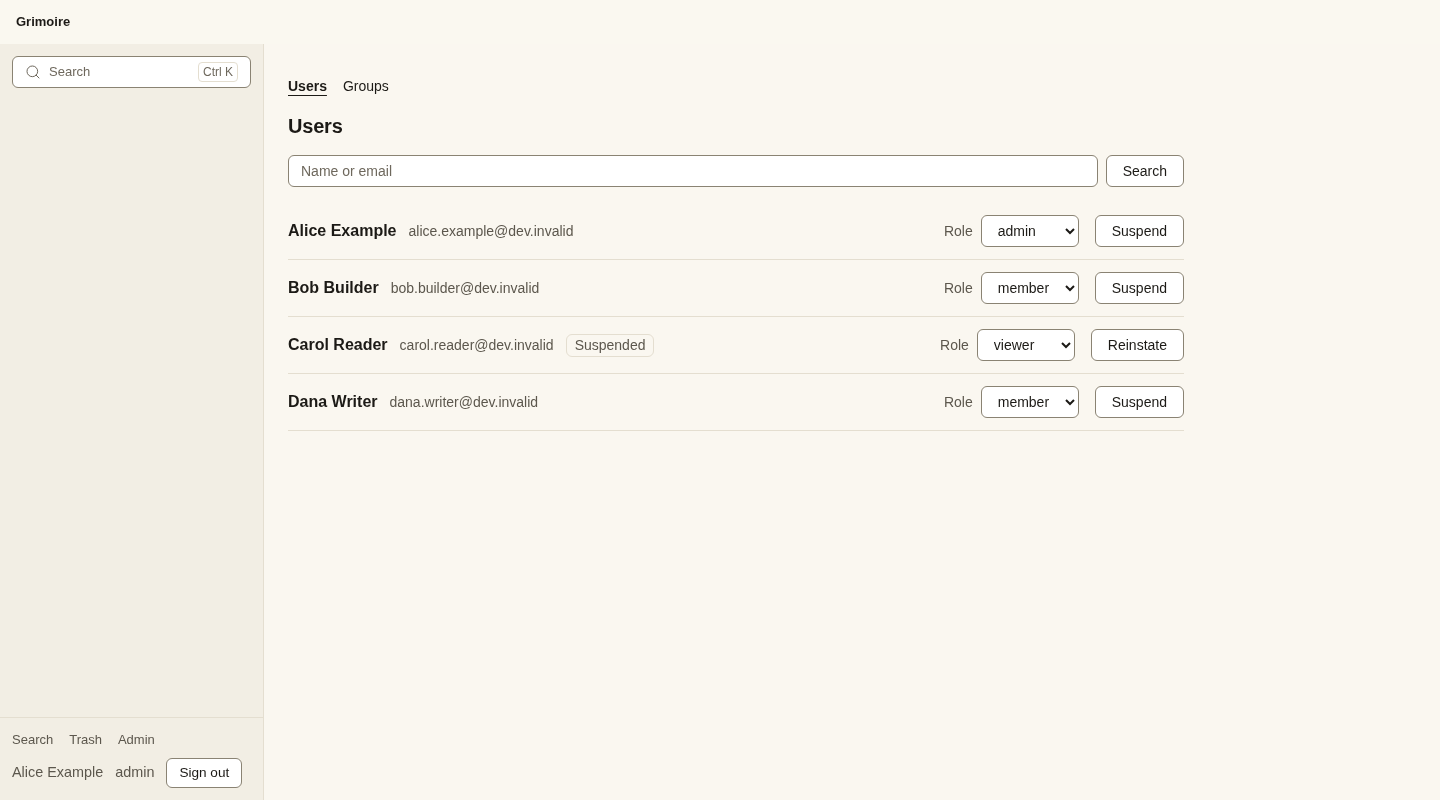 Grimoire
Search Ctrl K
Users Groups
Users
Name or email Search
Alice Example alice.example@dev.invalid Role admin Suspend
Bob Builder bob.builder@dev.invalid Role member Suspend
Carol Reader carol.reader@dev.invalid Suspended Role viewer Reinstate
Dana Writer dana.writer@dev.invalid Role member Suspend
Search Trash Admin
Alice Example admin Sign out